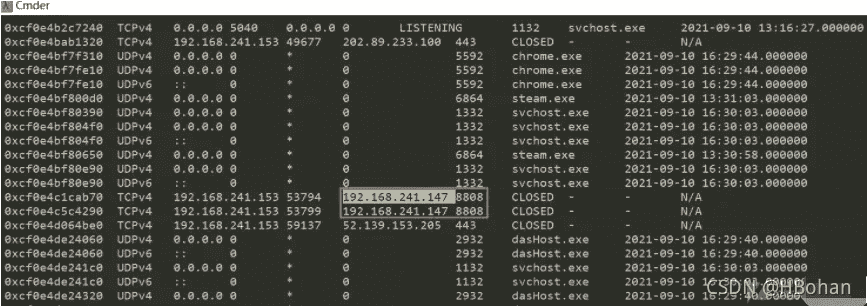 Cmder
0xcf0e4b2c7240 TCPv4 0.0.0.0 5040 0.0.0.0 0 LISTENING 1132 svchost.exe 2021-09-10 13:16:27.000000
0xcf0e4bab1320 TCPv4 192.168.241.153 49677 202.89.233.100 443 CLOSED - - N/A
0xcf0e4bf7f310 UDPv4 0.0.0.0 0 * 0 5592 chrome.exe 2021-09-10 16:29:44.000000
0xcf0e4bf7fe10 UDPv4 0.0.0.0 0 * 0 5592 chrome.exe 2021-09-10 16:29:44.000000
0xcf0e4bf7fe10 UDPv6 :: 0 * 0 5592 chrome.exe 2021-09-10 16:29:44.000000
0xcf0e4bf800d0 UDPv4 0.0.0.0 0 * 0 6864 steam.exe 2021-09-10 13:31:03.000000
0xcf0e4bf80390 UDPv4 0.0.0.0 0 * 0 1332 svchost.exe 2021-09-10 16:30:03.000000
0xcf0e4bf804f0 UDPv4 0.0.0.0 0 * 0 1332 svchost.exe 2021-09-10 16:30:03.000000
0xcf0e4bf804f0 UDPv6 :: 0 * 0 1332 svchost.exe 2021-09-10 16:30:03.000000
0xcf0e4bf80650 UDPv4 0.0.0.0 0 * 0 6864 steam.exe 2021-09-10 13:30:58.000000
0xcf0e4bf80e90 UDPv4 0.0.0.0 0 * 0 1332 svchost.exe 2021-09-10 16:30:03.000000
0xcf0e4bf80e90 UDPv6 :: 0 * 0 1332 svchost.exe 2021-09-10 16:30:03.000000
0xcf0e4c1cab70 TCPv4 192.168.241.153 53794 192.168.241.147 8808 CLOSED - - N/A
0xcf0e4c5c4290 TCPv4 192.168.241.153 53799 192.168.241.147 8808 CLOSED - - N/A
0xcf0e4d064be0 TCPv4 192.168.241.153 59137 52.139.153.205 443 CLOSED - - N/A
0xcf0e4de24060 UDPv4 0.0.0.0 0 * 0 2932 dasHost.exe 2021-09-10 16:29:40.000000
0xcf0e4de24060 UDPv6 :: 0 * 0 2932 dasHost.exe 2021-09-10 16:29:40.000000
0xcf0e4de241c0 UDPv4 0.0.0.0 0 * 0 1132 svchost.exe 2021-09-10 16:29:43.000000
0xcf0e4de241c0 UDPv6 :: 0 * 0 1132 svchost.exe
0xcf0e4de24320 UDPv4 0.0.0.0 0 * 0 2932 dasHost.exe
CSDN @HBohan